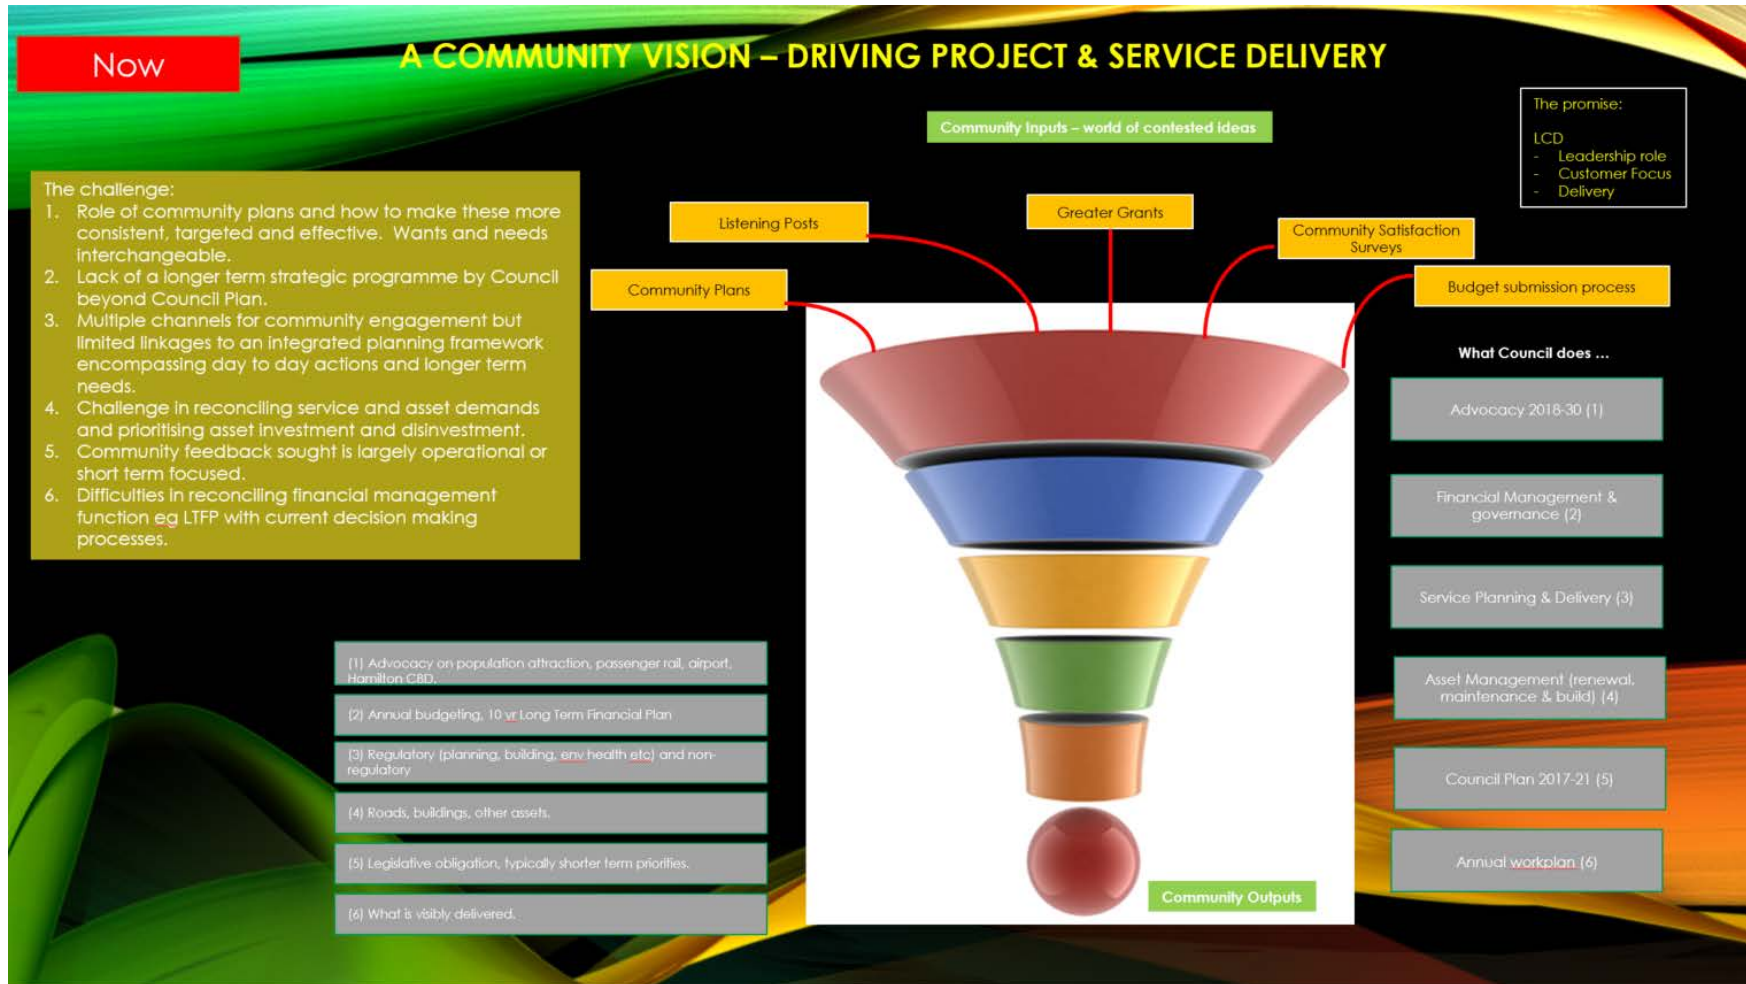 Now
A COMMUNITY VISION – DRIVING PROJECT & SERVICE DELIVERY
The promise:
LCD
- Leadership role
- Customer Focus
- Delivery
Community Inputs – world of contested ideas
The challenge:
1. Role of community plans and how to make these more
consistent, targeted and effective. Wants and needs
interchangeable.
2. Lack of a longer term strategic programme by Council
beyond Council Plan.
3. Multiple channels for community engagement but
limited linkages to an integrated planning framework
encompassing day to day actions and longer term
needs.
4. Challenge in reconciling service and asset demands
and prioritising asset investment and disinvestment.
5. Community feedback sought is largely operational or
short term focused.
6. Difficulties in reconciling financial management
function eg LTFP with current decision making
processes.
Community Plans
Listening Posts
Greater Grants
Community Satisfaction
Surveys
Budget submission process
What Council does ...
Advocacy 2018-30 (1)
Financial Management &
governance (2)
Service Planning & Delivery (3)
Asset Management (renewal,
maintenance & build) (4)
Council Plan 2017-21 (5)
Annual workplan (6)
(1) Advocacy on population attraction, passenger rail, airport,
Hamilton CBD.
(2) Annual budgeting, 10 yr Long Term Financial Plan
(3) Regulatory (planning, building, env health etc) and non-
regulatory
(4) Roads, buildings, other assets.
(5) Legislative obligation, typically shorter term priorities.
(6) What is visibly delivered.
Community Outputs